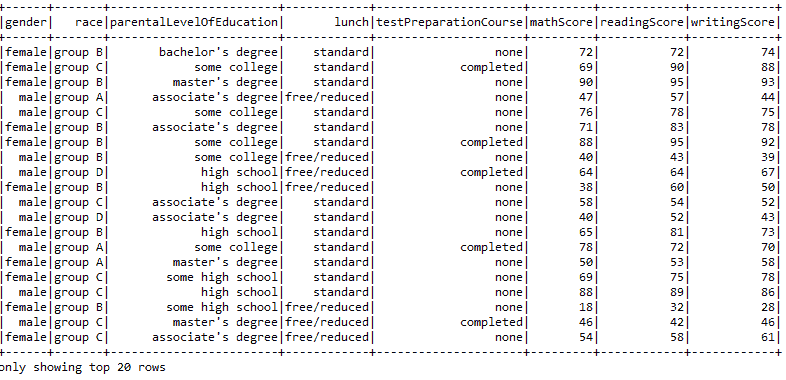 +------+-------+------------------------+------------+---------------------+---------+------------+------------+
|gender|   race|parentalLevelOfEducation|       lunch|testPreparationCourse|mathScore|readingScore|writingScore|
+------+-------+------------------------+------------+---------------------+---------+------------+------------+
|female|group B|       bachelor's degree|    standard|                 none|       72|          72|          74|
|female|group C|            some college|    standard|            completed|       69|          90|          88|
|female|group B|         master's degree|    standard|                 none|       90|          95|          93|
|  male|group A|      associate's degree|free/reduced|                 none|       47|          57|          44|
|  male|group C|            some college|    standard|                 none|       76|          78|          75|
|female|group B|      associate's degree|    standard|                 none|       71|          83|          78|
|female|group B|            some college|    standard|            completed|       88|          95|          92|
|  male|group B|            some college|free/reduced|                 none|       40|          43|          39|
|  male|group D|             high school|free/reduced|            completed|       64|          64|          67|
|female|group B|             high school|free/reduced|                 none|       38|          60|          50|
|  male|group C|      associate's degree|    standard|                 none|       58|          54|          52|
|  male|group D|      associate's degree|    standard|                 none|       40|          52|          43|
|female|group B|             high school|    standard|                 none|       65|          81|          73|
|  male|group A|            some college|    standard|            completed|       78|          72|          70|
|female|group A|         master's degree|    standard|                 none|       50|          53|          58|
|female|group C|        some high school|    standard|                 none|       69|          75|          78|
|  male|group C|             high school|    standard|                 none|       88|          89|          86|
|female|group B|        some high school|free/reduced|                 none|       18|          32|          28|
|  male|group C|         master's degree|free/reduced|            completed|       46|          42|          46|
|female|group C|      associate's degree|free/reduced|                 none|       54|          58|          61|
+------+-------+------------------------+------------+---------------------+---------+------------+------------+
only showing top 20 rows